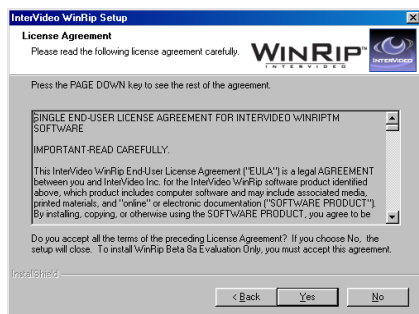 InterVideo WinRip Setup
License Agreement
Please read the following license agreement carefully.
WINRIP™
INTERVIDEO
INTERVIDEO
Press the PAGE DOWN key to see the rest of the agreement.
SINGLE END-USER LICENSE AGREEMENT FOR INTERVIDEO WINRIPTM
SOFTWARE
IMPORTANT-READ CAREFULLY.
This InterVideo WinRip End-User License Agreement ("EULA") is a legal AGREEMENT
between you and InterVideo Inc. for the InterVideo WinRip software product identified
above, which product includes computer software and may include associated media,
printed materials, and "online" or electronic documentation ("SOFTWARE PRODUCT").
By installing, copying, or otherwise using the SOFTWARE PRODUCT, you agree to be
Do you accept all the terms of the preceding License Agreement? If you choose No, the
setup will close. To install WinRip Beta 8a Evaluation Only, you must accept this agreement.
InstallShield
< Back
Yes
No